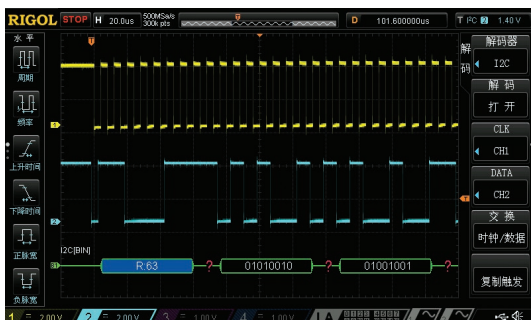 RIGOL STOP H 20.0us 500MSa/s 300k pts D 101.600000us T I²C 2 1.40 V
水平
周期
频率
上升时间
下降时间
正脉宽
负脉宽
解码
解码器
I2C
解码
打开
CLK
CH1
DATA
CH2
交换
时钟/数据
复制触发
I2C[BIN]
B1 R:63 ? 01010010 ? 01001001 ?
1 = 2.00 V 2 = 2.00 V 3 = 1.00 V 4 = 1.00 V LA